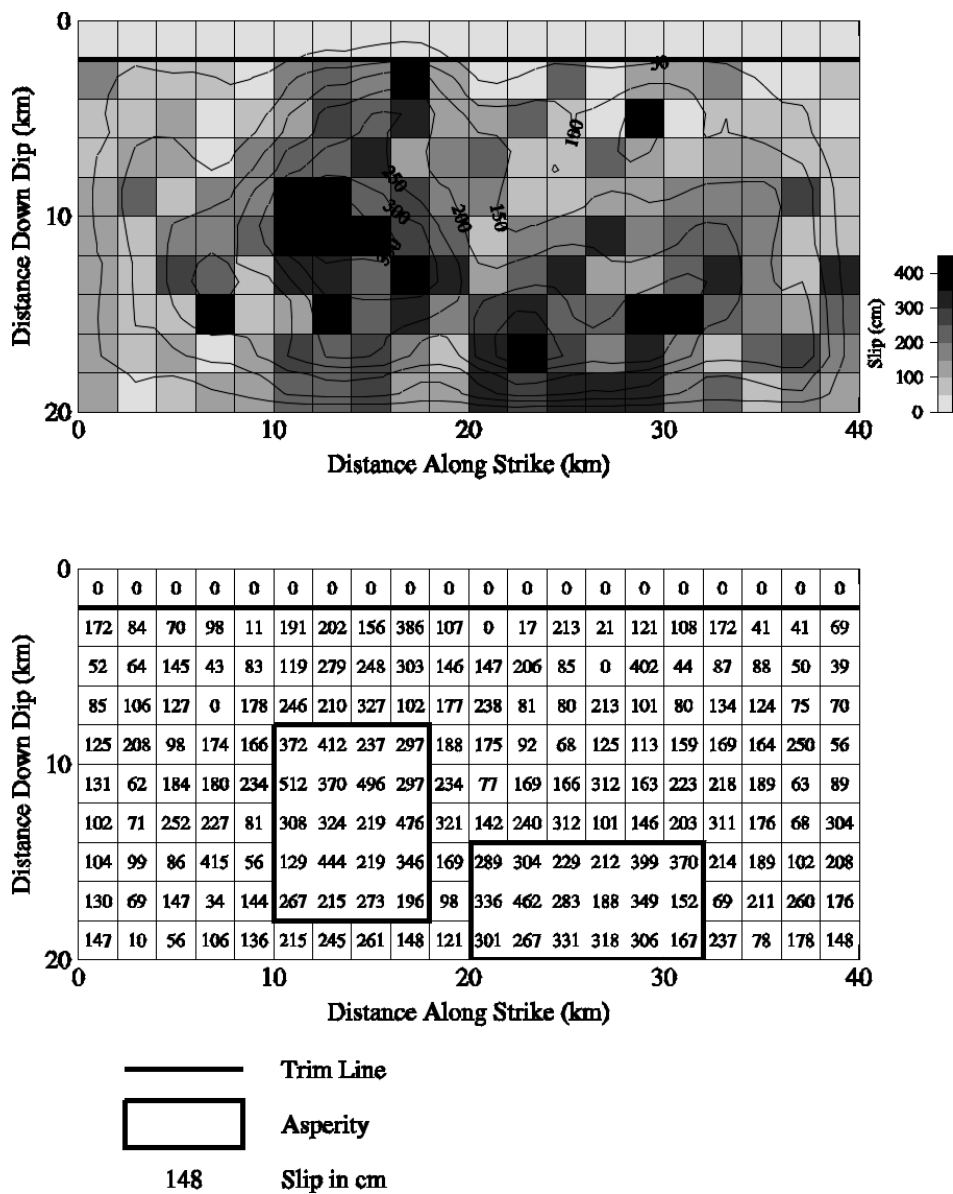 0
10
20
Distance Down Dip (km)
50
100
250
300
200
150
350
0 10 20 30 40
Distance Along Strike (km)
400
300
200
100
0
Slip (cm)
0
10
20
Distance Down Dip (km)
0 0 0 0 0 0 0 0 0 0 0 0 0 0 0 0 0 0 0 0
172 84 70 98 11 191 202 156 386 107 0 17 213 21 121 108 172 41 41 69
52 64 145 43 83 119 279 248 303 146 147 206 85 0 402 44 87 88 50 39
85 106 127 0 178 246 210 327 102 177 238 81 80 213 101 80 134 124 75 70
125 208 98 174 166 372 412 237 297 188 175 92 68 125 113 159 169 164 250 56
131 62 184 180 234 512 370 496 297 234 77 169 166 312 163 223 218 189 63 89
102 71 252 227 81 308 324 219 476 321 142 240 312 101 146 203 311 176 68 304
104 99 86 415 56 129 444 219 346 169 289 304 229 212 399 370 214 189 102 208
130 69 147 34 144 267 215 273 196 98 336 462 283 188 349 152 69 211 260 176
147 10 56 106 136 215 245 261 148 121 301 267 331 318 306 167 237 78 178 148
0 10 20 30 40
Distance Along Strike (km)
Trim Line
Asperity
148 Slip in cm